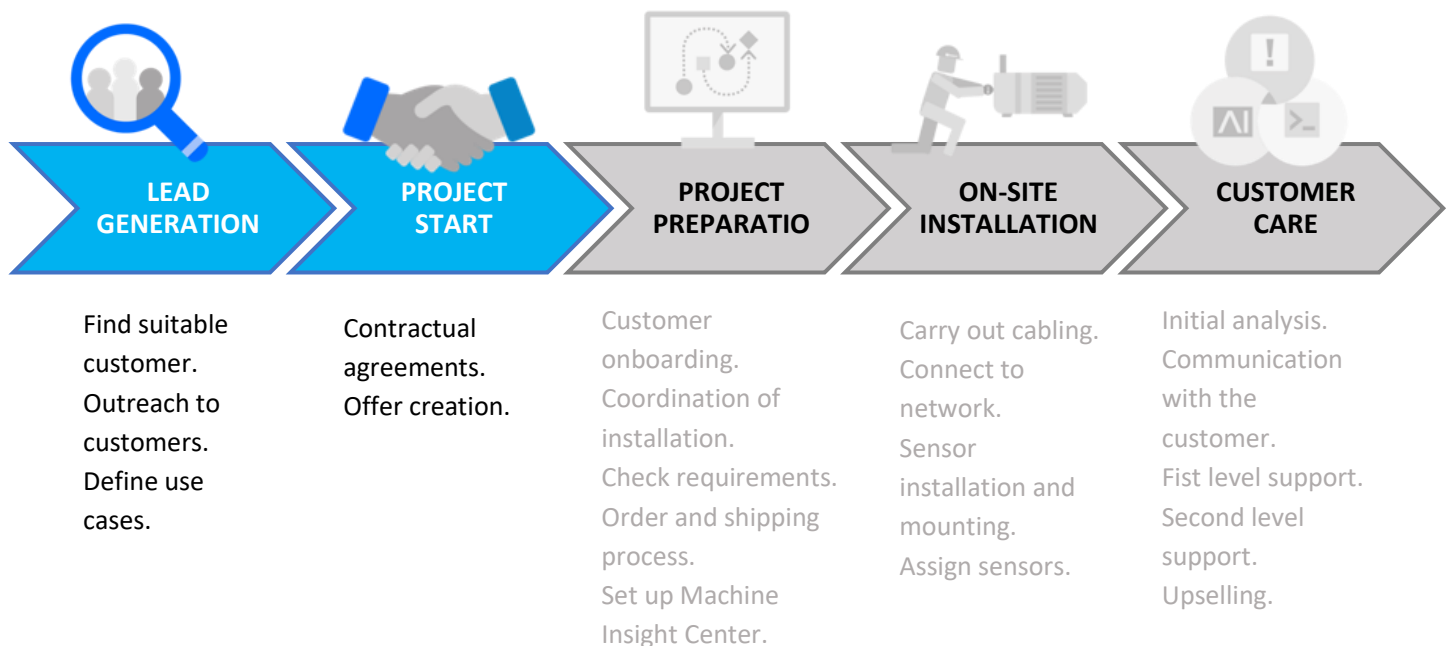 LEAD
GENERATION
Find suitable
customer.
Outreach to
customers.
Define use
cases.
PROJECT
START
Contractual
agreements.
Offer creation.
PROJECT
PREPARATIO
Customer
onboarding.
Coordination of
installation.
Check requirements.
Order and shipping
process.
Set up Machine
Insight Center.
ON-SITE
INSTALLATION
Carry out cabling.
Connect to
network.
Sensor
installation and
mounting.
Assign sensors.
!
AI
>_
CUSTOMER
CARE
Initial analysis.
Communication
with the
customer.
Fist level support.
Second level
support.
Upselling.